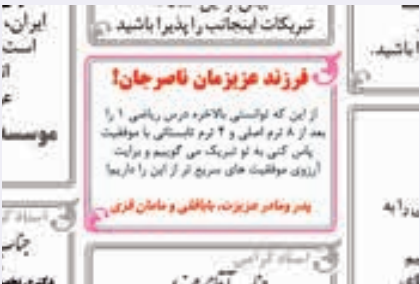 تبریکات اینجانب را پذیرا باشید
ایران،
است
باشید.
فرزند عزیزمان ناصرجان!
از این که توانستی بالاخره درس ریاضی ۱ را
بعد از ۸ ترم اصلی و ۴ ترم تابستانی با موفقیت
پاس کنی به تو تبریک می گوییم و برایت
آرزوی موفقیت های سریع تر از این را داریم!
پدر ومادر عزیزت، باباقلی و مامان قزی
موسسه
را به
استاد گرامی
جناب
جناب آقای